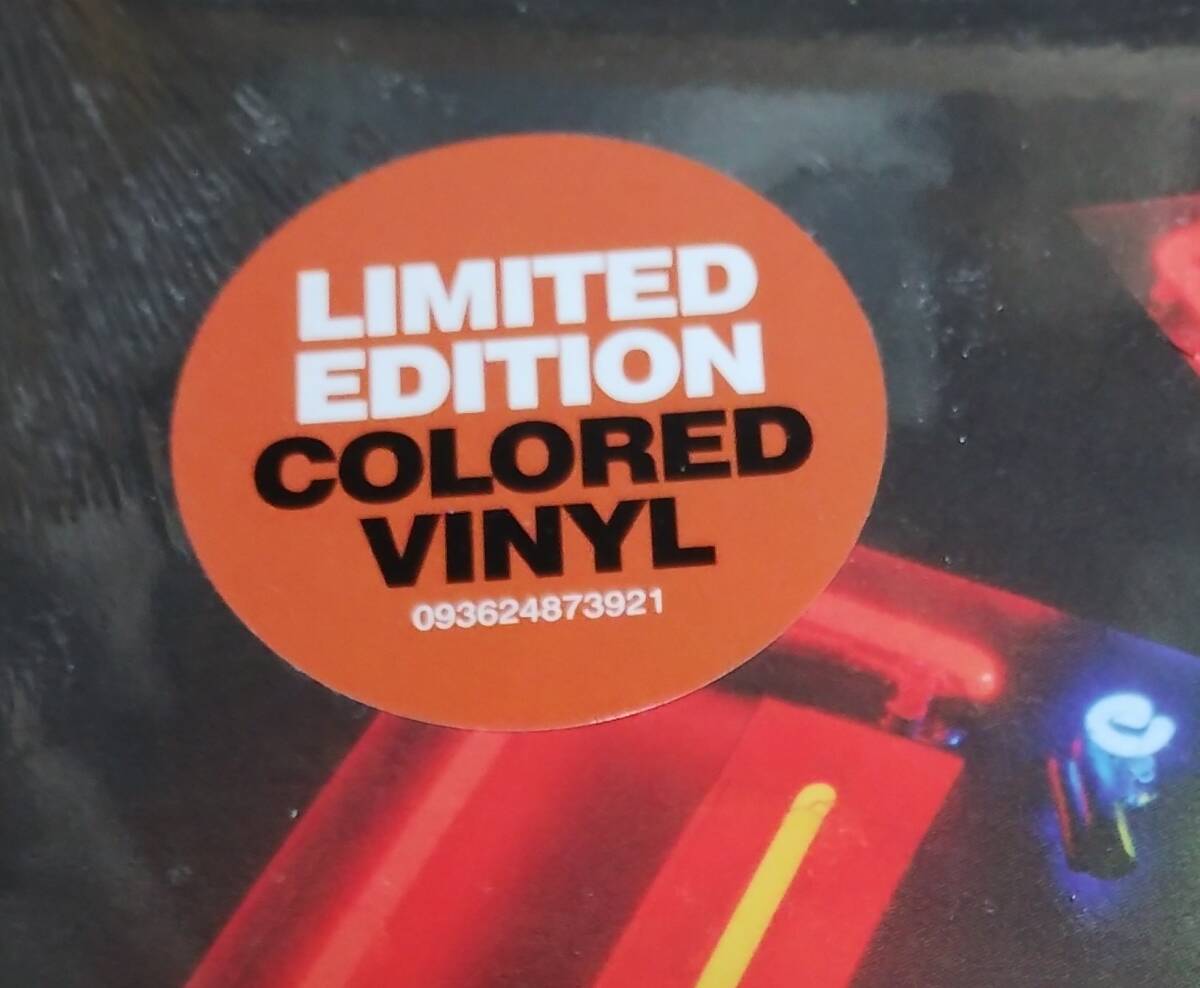 LIMITED
EDITION
COLORED
VINYL
093624873921